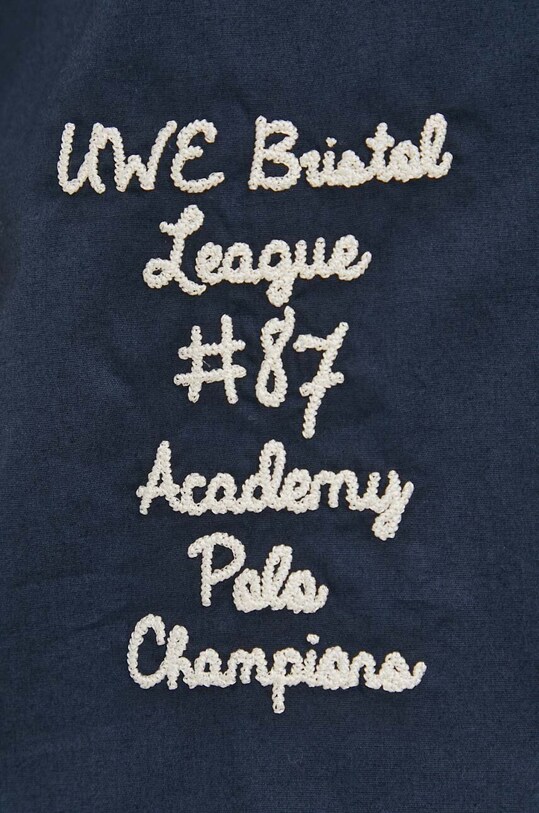 UWE Bristol
League
#87
Academy
Polo
Champions